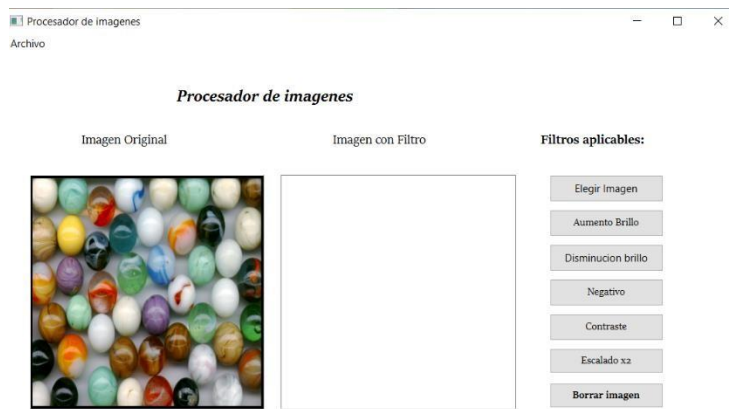 Procesador de imagenes
Archivo
Procesador de imagenes
Imagen Original
Imagen con Filtro
Filtros aplicables:
Elegir Imagen
Aumento Brillo
Disminucion brillo
Negativo
Contraste
Escalado x2
Borrar imagen